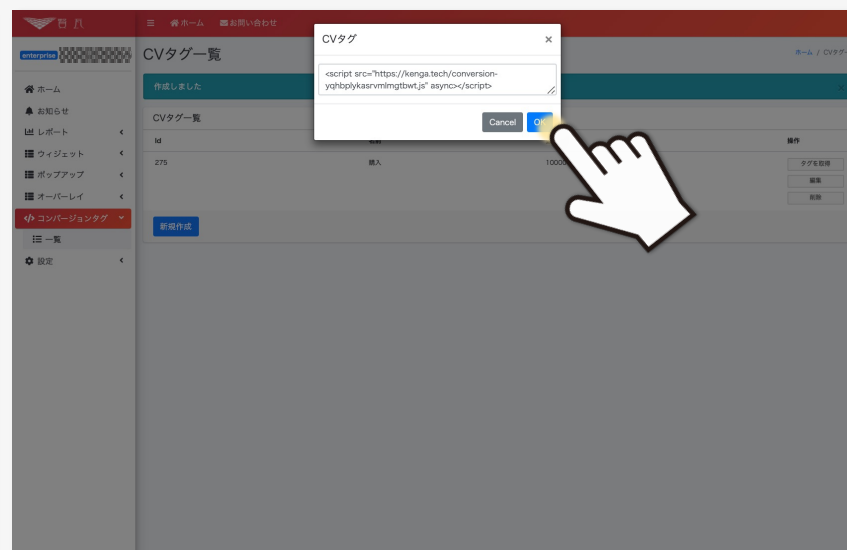 ホーム
お問い合わせ
enterprise
CVタグ一覧
ホーム / CVタグ
作成しました
CVタグ
×
<script src="https://kenga.tech/conversion-
yqhbplykasrvmlmgtbwt.js" async></script>
Cancel
OK
ホーム
お知らせ
レポート
ウィジェット
ポップアップ
オーバーレイ
コンバージョンタグ
一覧
設定
CVタグ一覧
Id
操作
275
購入
タグを取得
編集
削除
新規作成